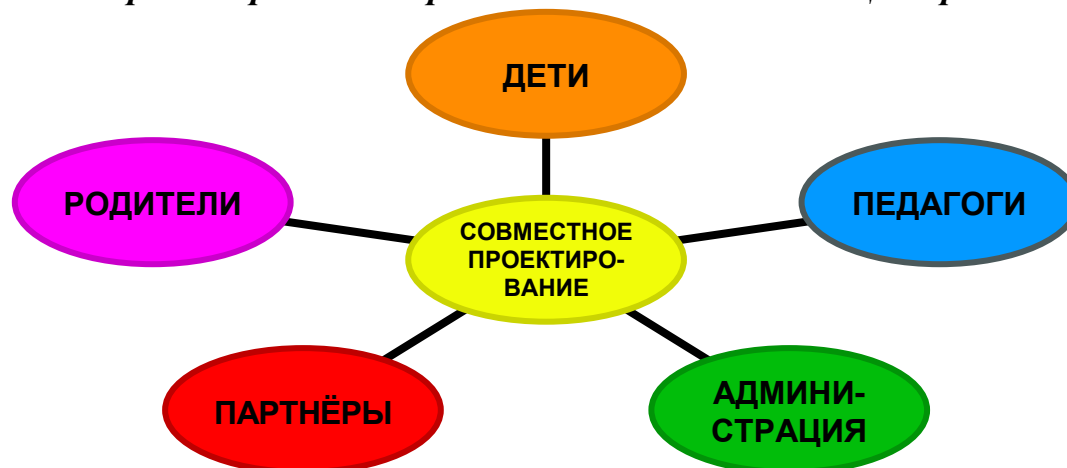 ДЕТИ
РОДИТЕЛИ
ПЕДАГОГИ
СОВМЕСТНОЕ
ПРОЕКТИРО-
ВАНИЕ
ПАРТНЁРЫ
АДМИНИ-
СТРАЦИЯ